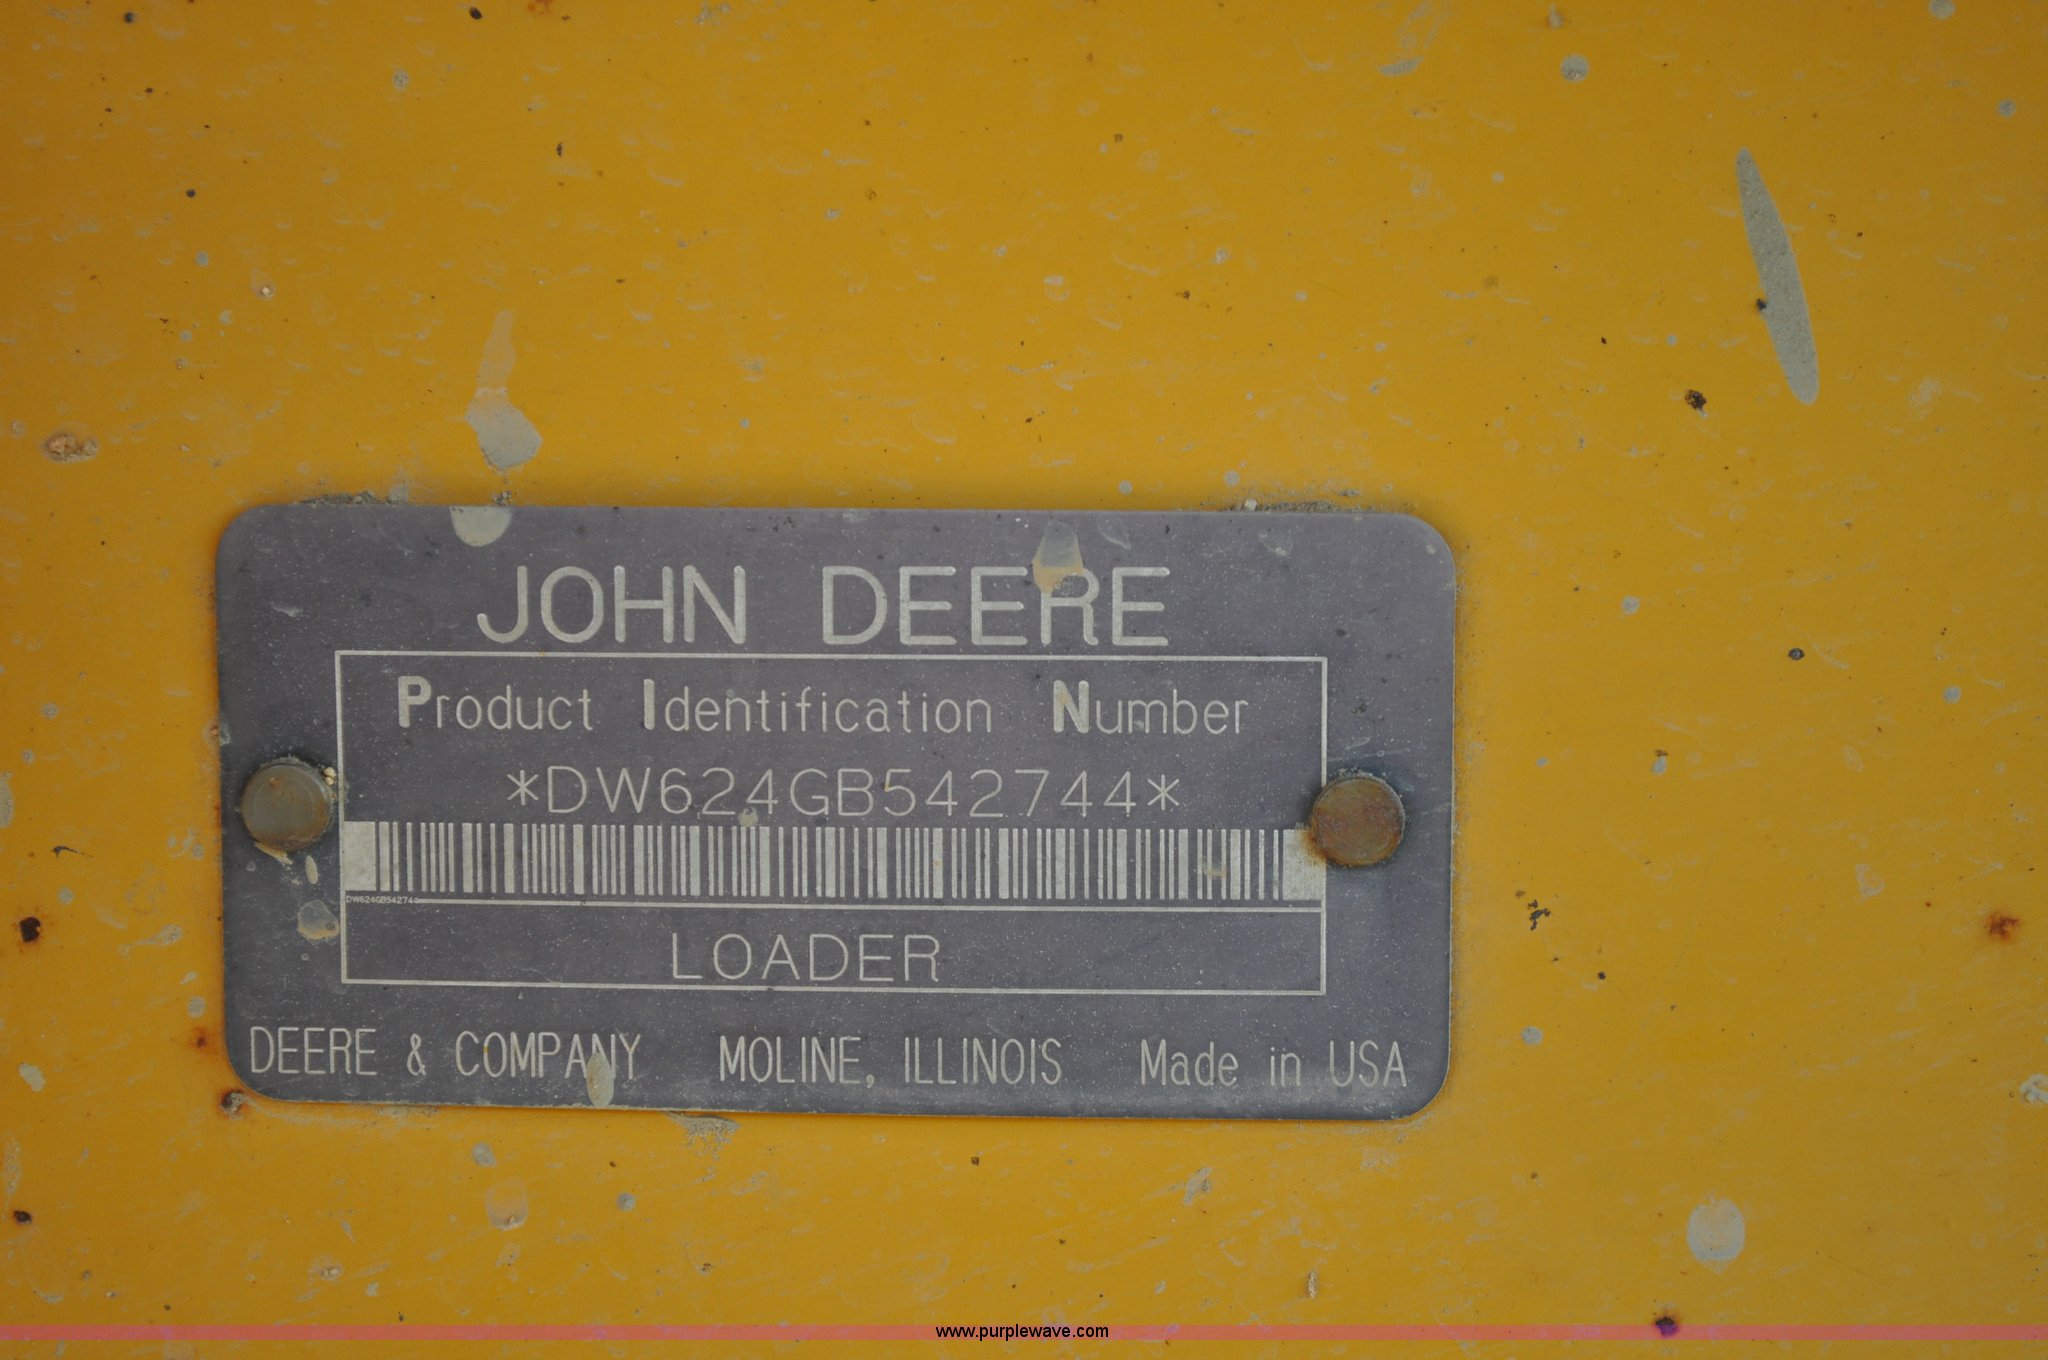 JOHN DEERE
Product Identification Number
*DW624GB542744*
DW624GB542744
LOADER
DEERE & COMPANY MOLINE, ILLINOIS Made in USA
www.purplewave.com